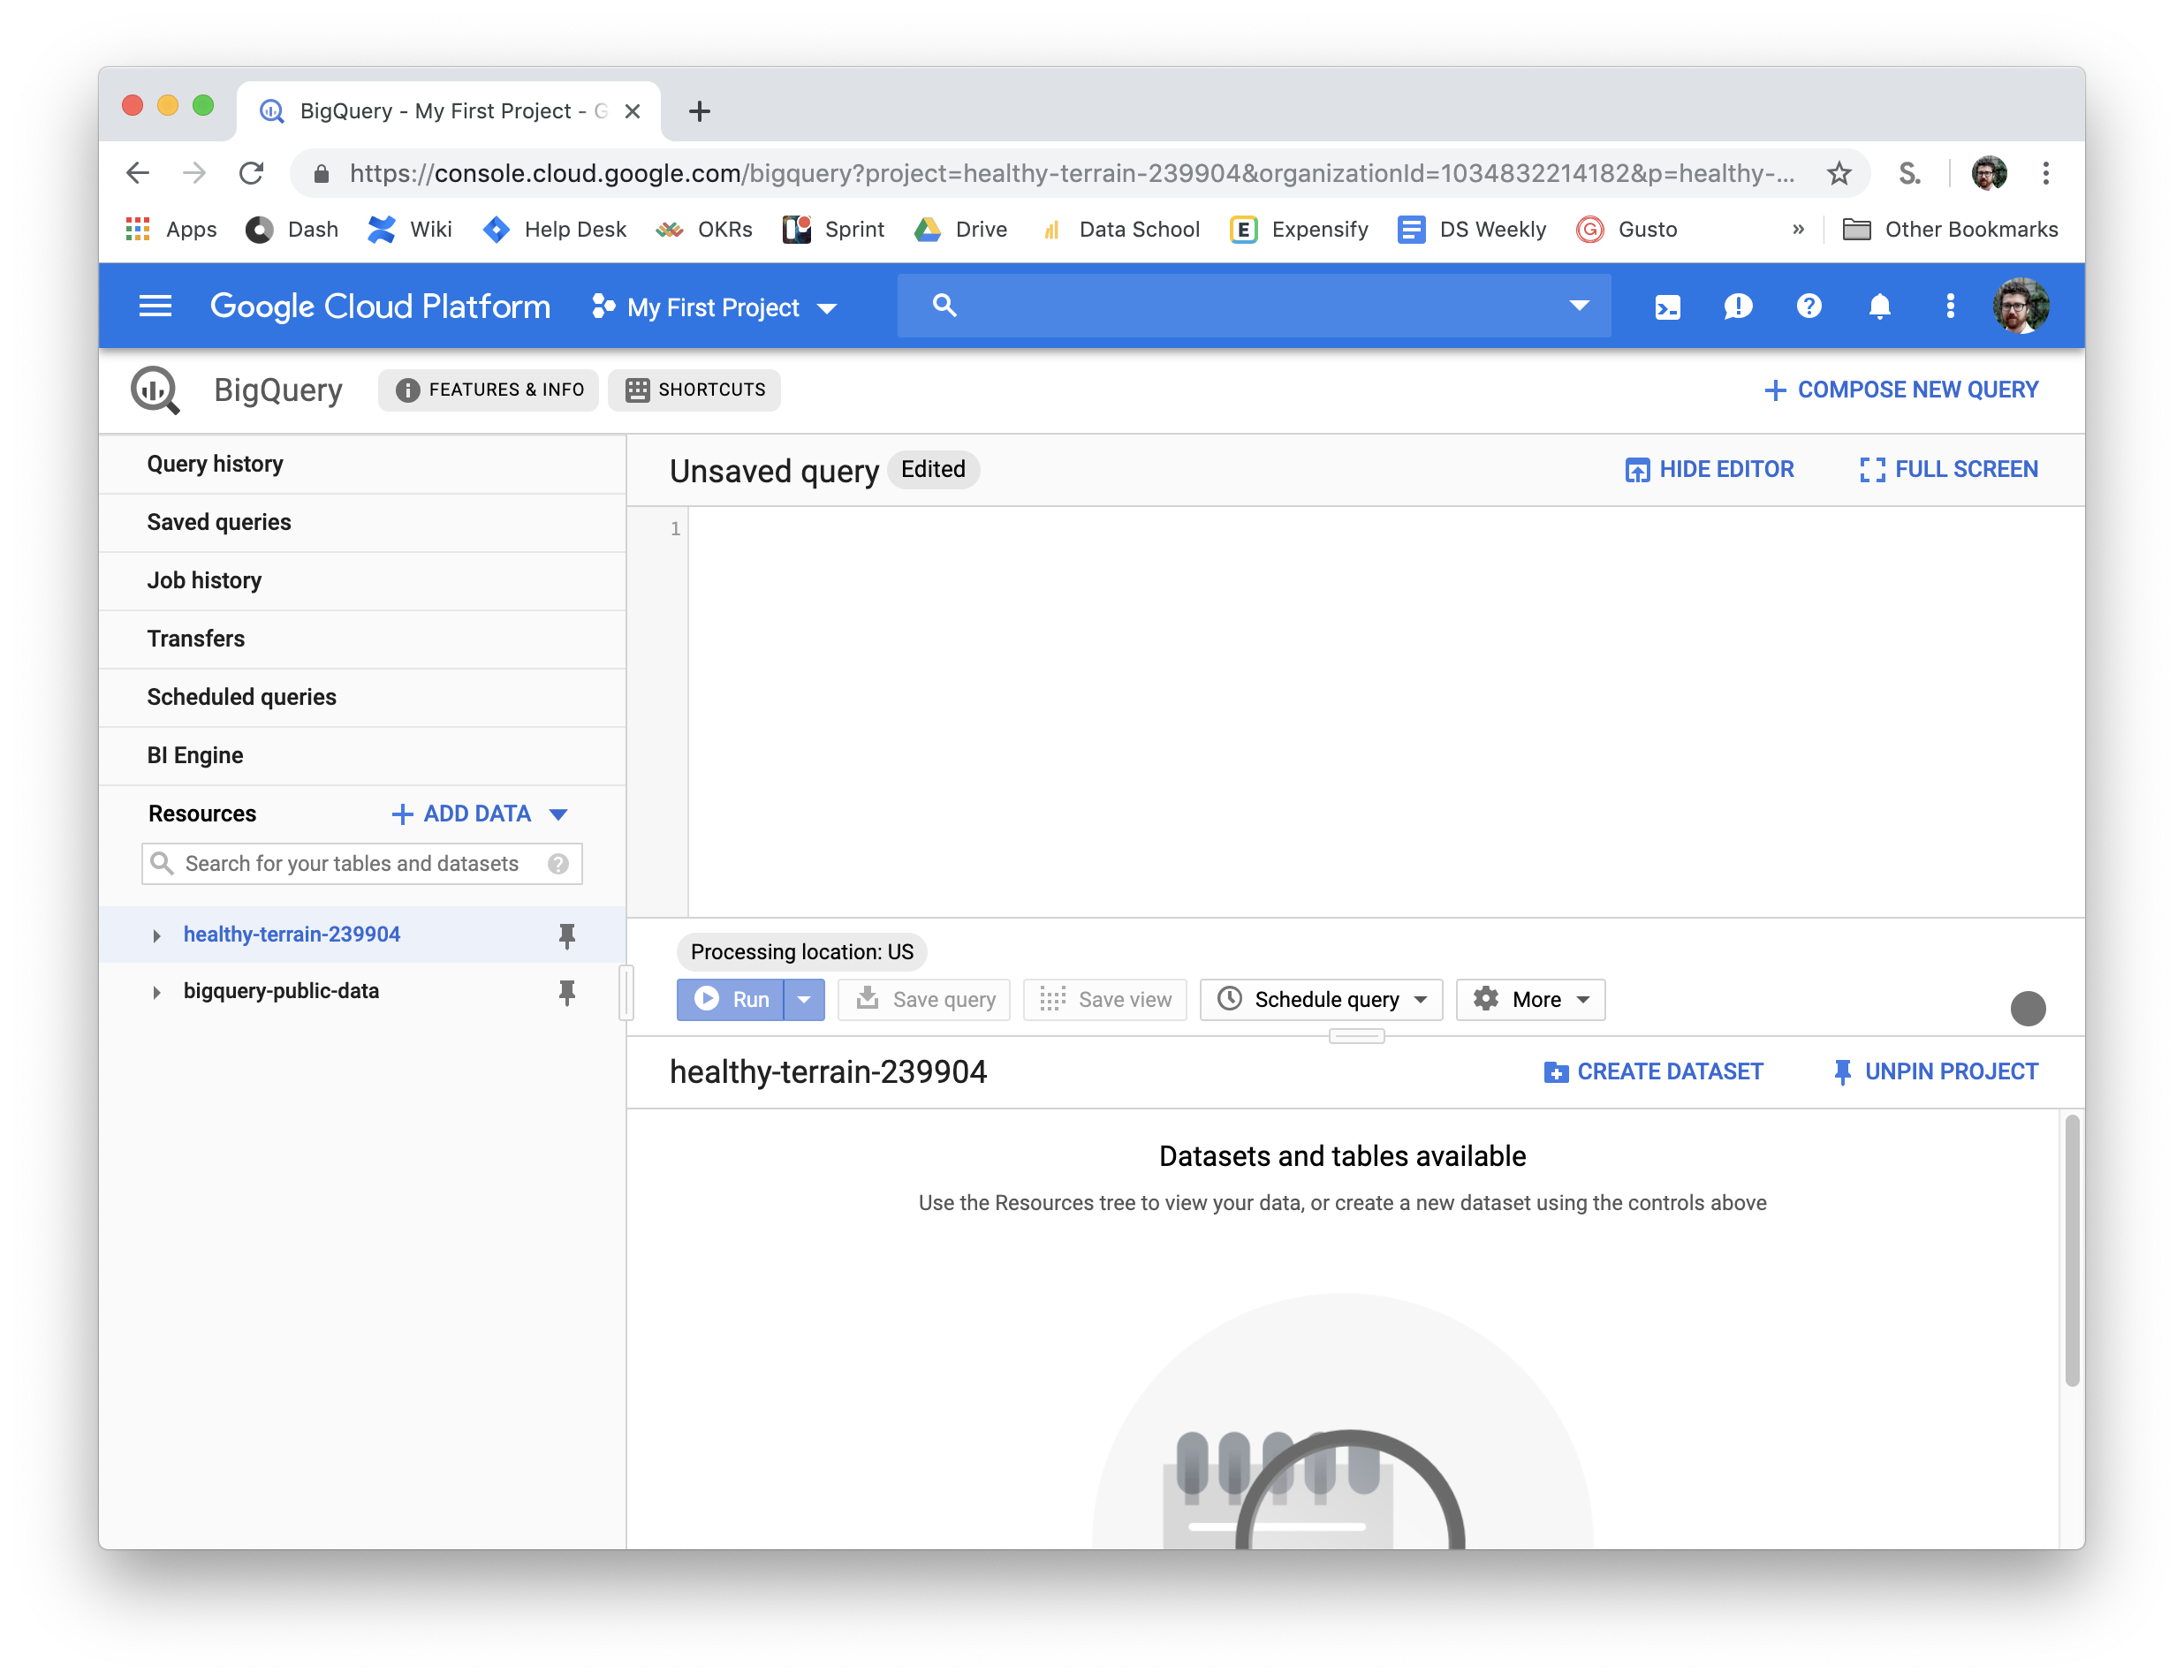 BigQuery - My First Project - G
https://console.cloud.google.com/bigquery?project=healthy-terrain-239904&organizationId=1034832214182&p=healthy-...
S.
Apps Dash Wiki Help Desk OKRs Sprint Drive Data School E Expensify DS Weekly G Gusto » Other Bookmarks
Google Cloud Platform My First Project
BigQuery FEATURES & INFO SHORTCUTS + COMPOSE NEW QUERY
Query history
Saved queries
Job history
Transfers
Scheduled queries
BI Engine
Resources + ADD DATA
Search for your tables and datasets
healthy-terrain-239904
bigquery-public-data
Unsaved query Edited HIDE EDITOR FULL SCREEN
1
Processing location: US
Run Save query Save view Schedule query More
healthy-terrain-239904 CREATE DATASET UNPIN PROJECT
Datasets and tables available
Use the Resources tree to view your data, or create a new dataset using the controls above